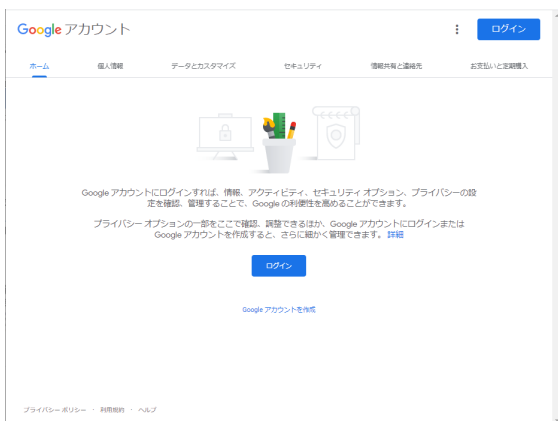 Google アカウント
ログイン
ホーム 個人情報 データとカスタマイズ セキュリティ 情報共有と連絡先 お支払いと定期購入
Google アカウントにログインすれば、情報、アクティビティ、セキュリティ オプション、プライバシーの設
定を確認、管理することで、Google の利便性を高めることができます。
プライバシー オプションの一部をここで確認、調整できるほか、Google アカウントにログインまたは
Google アカウントを作成すると、さらに細かく管理できます。詳細
ログイン
Google アカウントを作成
プライバシー ポリシー · 利用規約 · ヘルプ